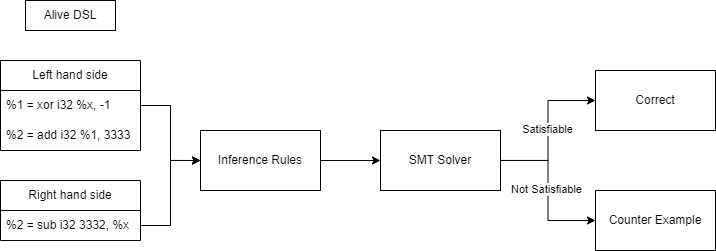 Alive DSL
Left hand side
%1 = xor i32 %x, -1
%2 = add i32 %1, 3333
Right hand side
%2 = sub i32 3332, %x
Inference Rules
SMT Solver
Satisfiable
Not Satisfiable
Correct
Counter Example